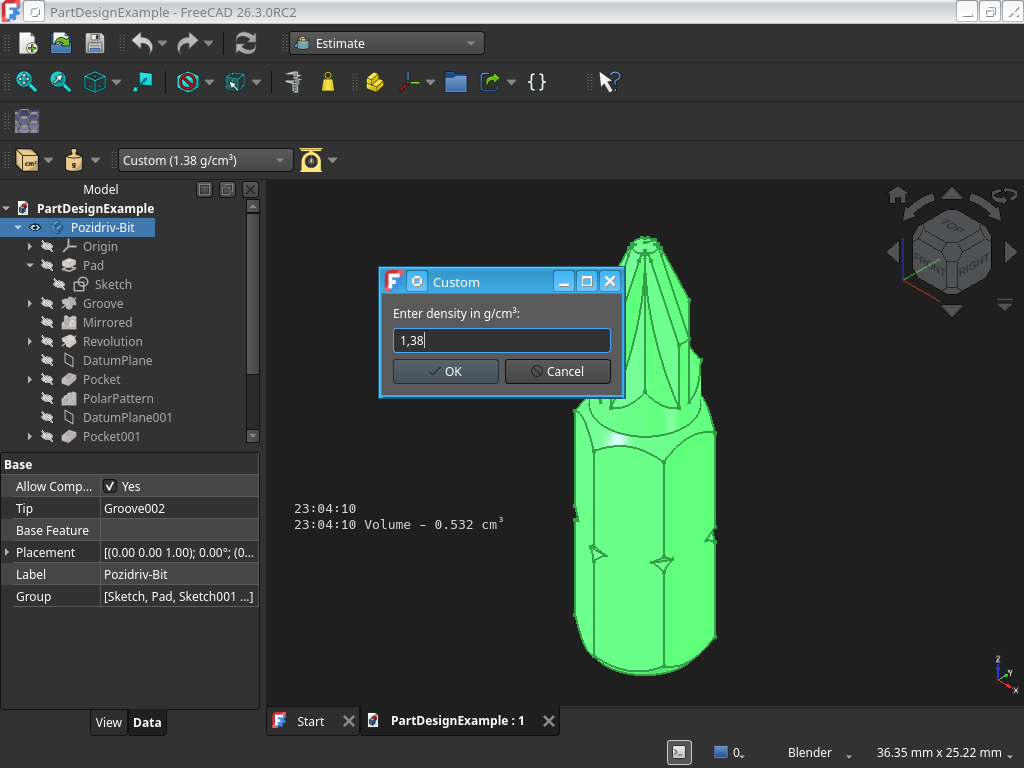 PartDesignExample - FreeCAD 26.3.0RC2
Estimate
{}
cm³
g
Custom (1.38 g/cm³)
Model
PartDesignExample
Pozidriv-Bit
Origin
Pad
Sketch
Groove
Mirrored
Revolution
DatumPlane
Pocket
PolarPattern
DatumPlane001
Pocket001
Base
Allow Comp... Yes
Tip Groove002
Base Feature
Placement [(0.00 0.00 1.00); 0.00°; (0...
Label Pozidriv-Bit
Group [Sketch, Pad, Sketch001 ...]
View Data
TOP
FRONT RIGHT
Custom
Enter density in g/cm³:
1,38
OK Cancel
23:04:10
23:04:10 Volume - 0.532 cm³
Z
Y
X
Start PartDesignExample : 1
0 Blender 36.35 mm x 25.22 mm